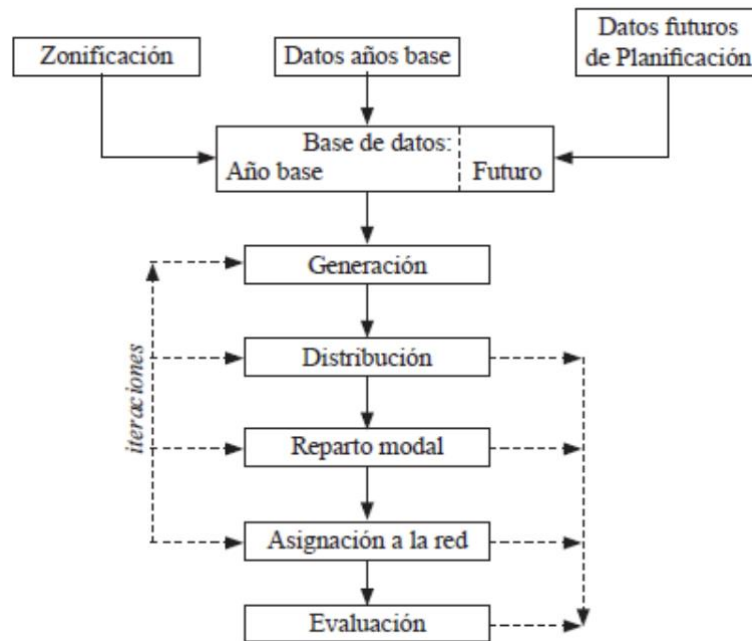 Zonificación
Datos años base
Datos futuros
de Planificación
Base de datos:
Año base
Futuro
Generación
Distribución
iteraciones
Reparto modal
Asignación a la red
Evaluación